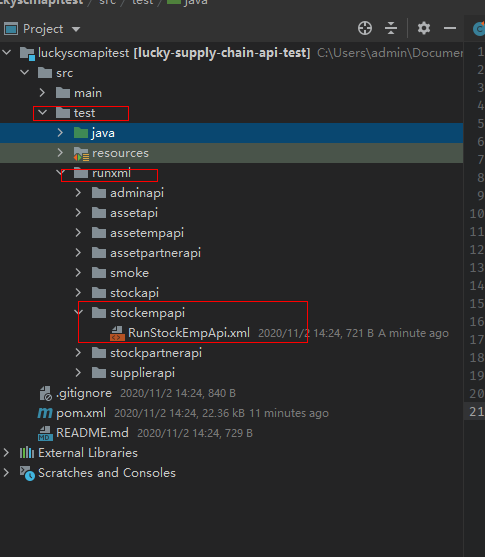 ckyscmapitest / src / test / java
Project
luckyscmapitest [lucky-supply-chain-api-test] C:\Users\admin\Docume
src
main
test
java
resources
runxml
adminapi
assetapi
assetempapi
assetpartnerapi
smoke
stockapi
stockempapi
RunStockEmpApi.xml 2020/11/2 14:24, 721 B A minute ago
stockpartnerapi
supplierapi
.gitignore 2020/11/2 14:24, 840 B
pom.xml 2020/11/2 14:24, 22.36 kB 11 minutes ago
README.md 2020/11/2 14:24, 729 B
External Libraries
Scratches and Consoles
1
2
3
4
5
6
7
8
9
10
11
12
13
14
15
16
17
18
19
20
21